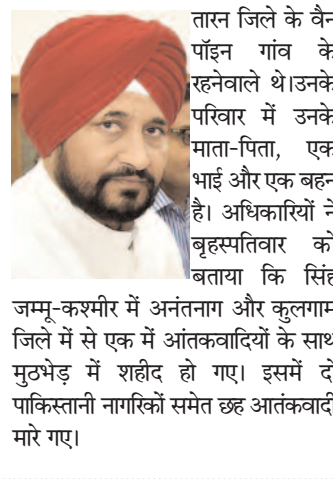 तारन जिले के वैन
पॉइन गांव के
रहनेवाले थे।उनके
परिवार में उनके
माता-पिता, एक
भाई और एक बहन
है। अधिकारियों ने
बृहस्पतिवार को
बताया कि सिंह
जम्मू-कश्मीर में अनंतनाग और कुलगाम
जिले में से एक में आंतकवादियों के साथ
मुठभेड़ में शहीद हो गए। इसमें दो
पाकिस्तानी नागरिकों समेत छह आतंकवादी
मारे गए।